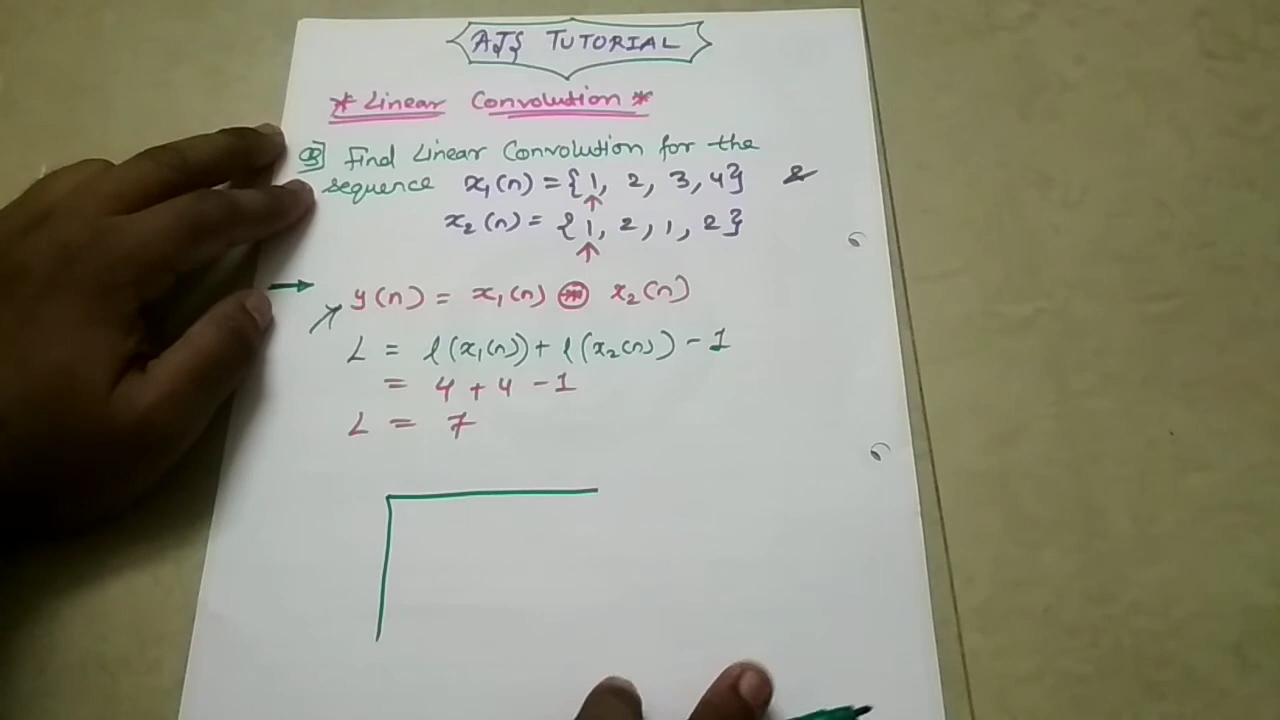 AJS TUTORIAL
* Linear Convolution *
Q] Find Linear Convolution for the
sequence x₁(n) = {1, 2, 3, 4} &
↑
x₂(n) = {1, 2, 1, 2}
↑
→ y(n) = x₁(n) ⊛ x₂(n)
L = l(x₁(n)) + l(x₂(n)) - 1
= 4 + 4 - 1
L = 7